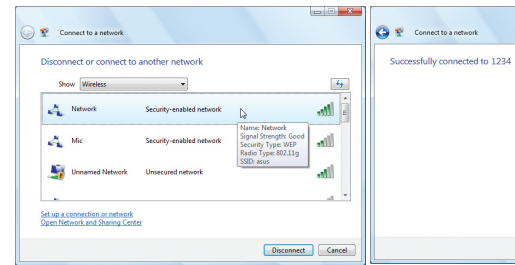 Connect to a network
Disconnect or connect to another network
Show Wireless
Network Security-enabled network
Name: Network
Signal Strength: Good
Security Type: WEP
Radio Type: 802.11g
SSID: asus
Mic Security-enabled network
Unnamed Network Unsecured network
Set up a connection or network
Open Network and Sharing Center
Disconnect Cancel
Connect to a network
Successfully connected to 1234